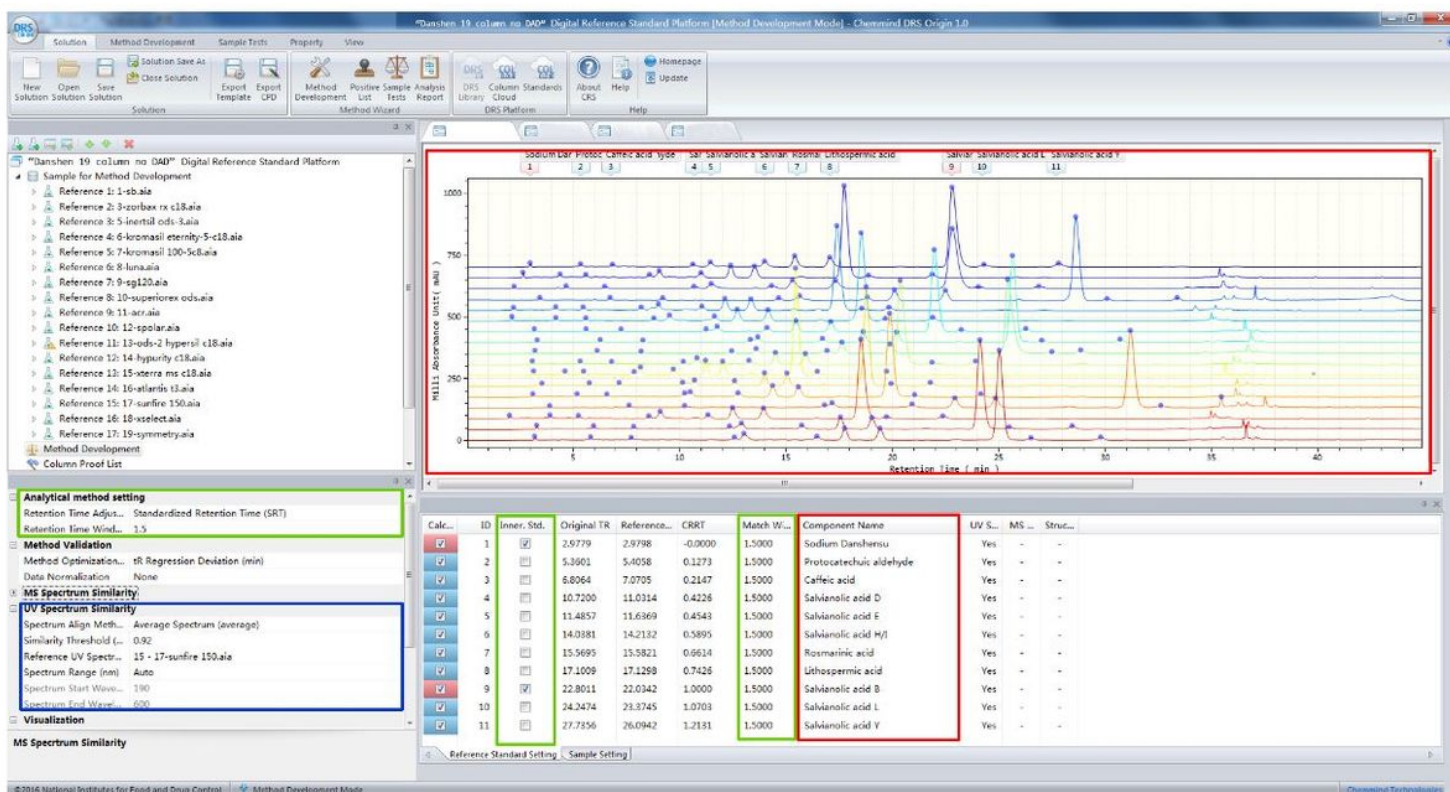 "Danshen 19 column no DAD" Digital Reference Standard Platform [Method Development Mode] - Chemmind DRS Origin 1.0
DRS
Solution Method Development Sample Tests Property View
New Solution
Open Solution
Save Solution
Solution Save As
Close Solution
Export Template
Export CPD
Method Development
Positive List
Sample Tests
Analysis Report
DRS Library
Column Cloud
Standards
About CRS
Help
Homepage
Update
Solution Method Wizard DRS Platform Help
"Danshen 19 column no DAD" Digital Reference Standard Platform
Sample for Method Development
Reference 1: 1-sb.aia
Reference 2: 3-zorbax rx c18.aia
Reference 3: 5-inertsil ods-3.aia
Reference 4: 6-kromasil eternity-5-c18.aia
Reference 5: 7-kromasil 100-5c8.aia
Reference 6: 8-luna.aia
Reference 7: 9-sg120.aia
Reference 8: 10-superiorex ods.aia
Reference 9: 11-acr.aia
Reference 10: 12-spolar.aia
Reference 11: 13-ods-2 hypersil c18.aia
Reference 12: 14-hypurity c18.aia
Reference 13: 15-xterra ms c18.aia
Reference 14: 16-atlantis t3.aia
Reference 15: 17-sunfire 150.aia
Reference 16: 18-xselect.aia
Reference 17: 19-symmetry.aia
Method Development
Column Proof List
Analytical method setting
Retention Time Adjus... Standardized Retention Time (SRT)
Retention Time Wind... 1.5
Method Validation
Method Optimization... tR Regression Deviation (min)
Data Normalization None
MS Specrtrum Similarity
UV Specrtrum Similarity
Spectrum Align Meth... Average Spectrum (average)
Similarity Threshold (... 0.92
Reference UV Spectr... 15 - 17-sunfire 150.aia
Spectrum Range (nm) Auto
Spectrum Start Wave... 190
Spectrum End Wavel... 600
Visualization
MS Specrtrum Similarity
Sodium Dar Protoc Caffeic acid hyde Sar Salvianolic a Salvian Rosmai Lithospermic acid Salviar Salvianolic acid L Salvianolic acid Y
1 2 3 4 5 6 7 8 9 10 11
1000
750
500
250
0
Milli Absorbance Unit( mAU )
5 10 15 20 25 30 35 40
Retention Time ( min )
Calc... ID Inner. Std. Original TR Reference... CRRT Match W... Component Name UV S... MS ... Struc...
1 2.9779 2.9798 -0.0000 1.5000 Sodium Danshensu Yes - -
2 5.3601 5.4058 0.1273 1.5000 Protocatechuic aldehyde Yes - -
3 6.8064 7.0705 0.2147 1.5000 Caffeic acid Yes - -
4 10.7200 11.0314 0.4226 1.5000 Salvianolic acid D Yes - -
5 11.4857 11.6369 0.4543 1.5000 Salvianolic acid E Yes - -
6 14.0381 14.2132 0.5895 1.5000 Salvianolic acid H/I Yes - -
7 15.5695 15.5821 0.6614 1.5000 Rosmarinic acid Yes - -
8 17.1009 17.1298 0.7426 1.5000 Lithospermic acid Yes - -
9 22.8011 22.0342 1.0000 1.5000 Salvianolic acid B Yes - -
10 24.2474 23.3745 1.0703 1.5000 Salvianolic acid L Yes - -
11 27.7356 26.0942 1.2131 1.5000 Salvianolic acid Y Yes - -
Reference Standard Setting Sample Setting
©2016 National Institutes for Food and Drug Control Method Development Mode Chemmind Technologies